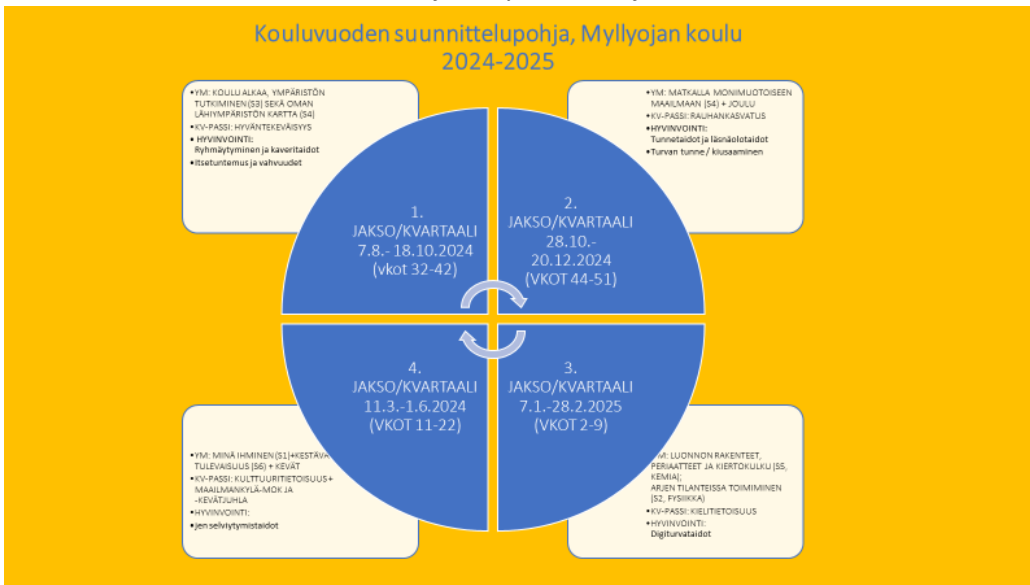 Kouluvuoden suunnittelupohja, Myllyojan koulu
2024-2025
•YM: KOULU ALKAA, YMPÄRISTÖN
TUTKIMINEN (S3) SEKÄ OMAN
LÄHIYMPÄRISTÖN KARTTA (S4)
•KV-PASSI: HYVÄNTEKEVÄISYYS
• HYVINVOINTI:
Ryhmäytyminen ja kaveritaidot
•Itsetuntemus ja vahvuudet
•YM: MATKALLA MONIMUOTOISEEN
MAAILMAAN (S4) + JOULU
•KV-PASSI: RAUHANKASVATUS
•HYVINVOINTI:
Tunnetaidot ja läsnäolotaidot
•Turvan tunne / kiusaaminen
1.
JAKSO/KVARTAALI
7.8.- 18.10.2024
(vkot 32-42)
2.
JAKSO/KVARTAALI
28.10.-
20.12.2024
(VKOT 44-51)
4.
JAKSO/KVARTAALI
11.3.-1.6.2024
(VKOT 11-22)
3.
JAKSO/KVARTAALI
7.1.-28.2.2025
(VKOT 2-9)
•YM: MINÄ IHMINEN (S1)+KESTÄVÄ
TULEVAISUUS (S6) + KEVÄT
•KV-PASSI: KULTTUURITIETOISUUS+
MAAILMANKYLÄ-MOK JA
-KEVÄTJUHLA
•HYVINVOINTI:
•jen selviytymistaidot
YM: LUONNON RAKENTEET,
PERIAATTEET JA KIERTOKULKU (S5,
KEMIA);
ARJEN TILANTEISSA TOIMIMINEN
(S2, FYSIIKKA)
•KV-PASSI: KIELITIETOISUUS
•HYVINVOINTI:
Digiturvataidot